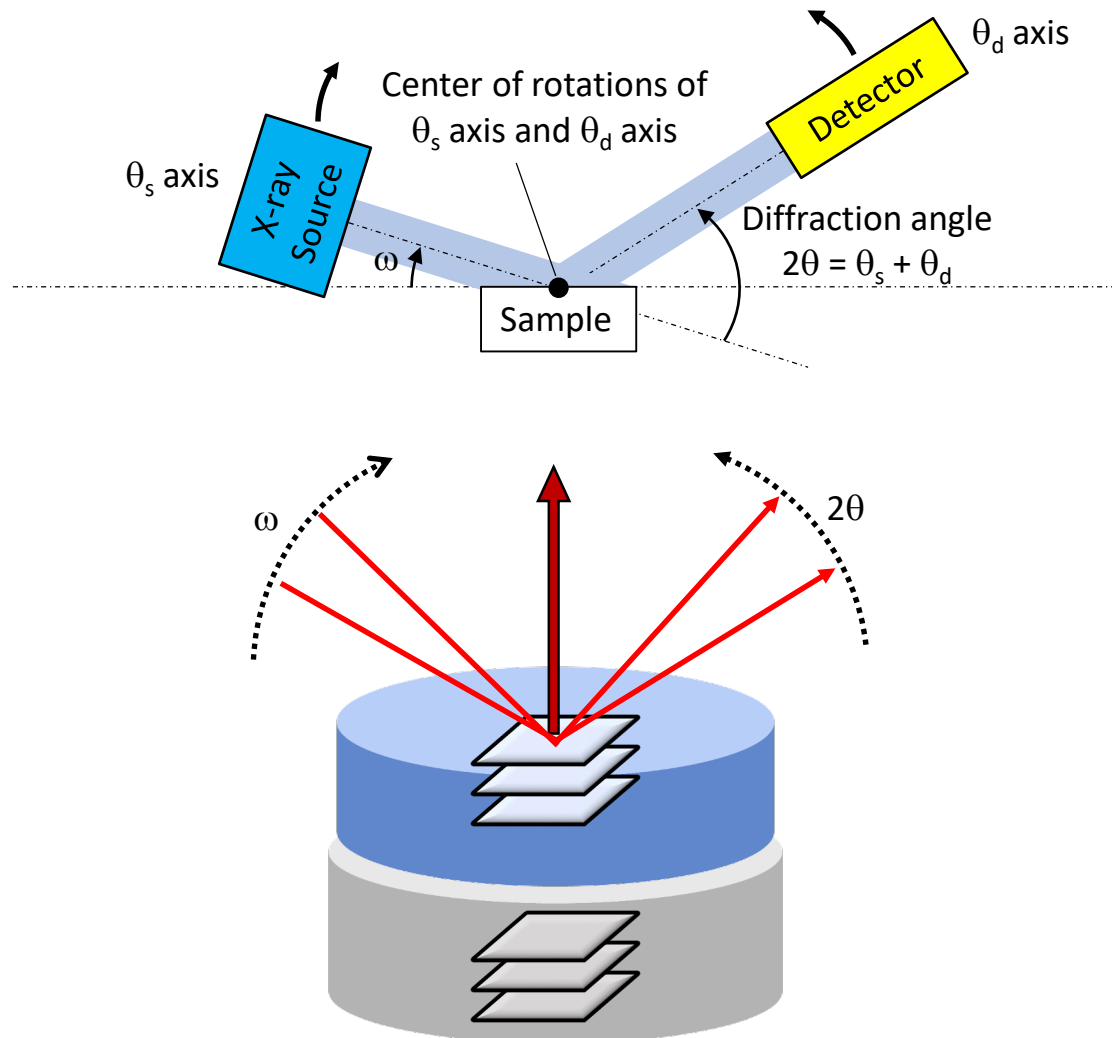 θd axis
Detector
Center of rotations of
θs axis and θd axis
θs axis
X-ray
Source
ω
Diffraction angle
2θ = θs + θd
Sample
ω
2θ